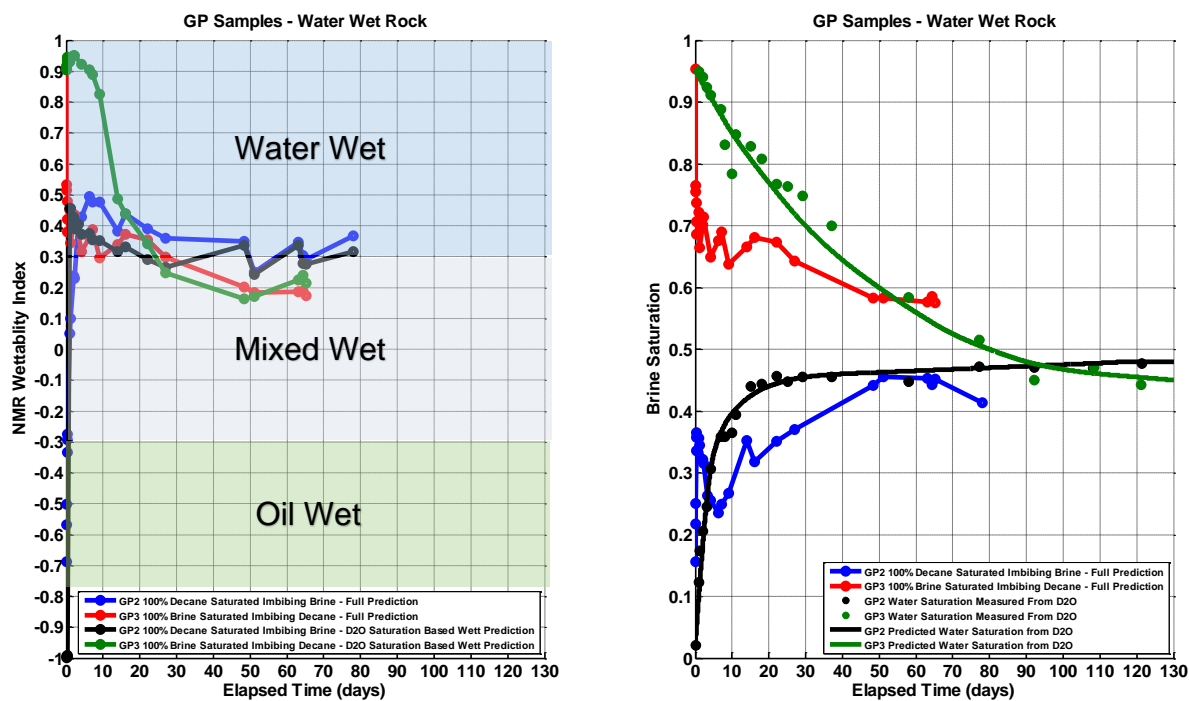 GP Samples - Water Wet Rock
1
0.9
0.8
0.7
0.6
0.5
0.4
0.3
0.2
0.1
0
-0.1
-0.2
-0.3
-0.4
-0.5
-0.6
-0.7
-0.8
-0.9
-1
NMR Wettablity Index
Water Wet
Mixed Wet
Oil Wet
GP2 100% Decane Saturated Imbibing Brine - Full Prediction
GP3 100% Brine Saturated Imbibing Decane - Full Prediction
GP2 100% Decane Saturated Imbibing Brine - D2O Saturation Based Wett Prediction
GP3 100% Brine Saturated Imbibing Decane - D2O Saturation Based Wett Prediction
0 10 20 30 40 50 60 70 80 90 100 110 120 130
Elapsed Time (days)
GP Samples - Water Wet Rock
1
0.9
0.8
0.7
0.6
0.5
0.4
0.3
0.2
0.1
0
Brine Saturation
GP2 100% Decane Saturated Imbibing Brine - Full Prediction
GP3 100% Brine Saturated Imbibing Decane - Full Prediction
GP2 Water Saturation Measured From D2O
GP3 Water Saturation Measured From D2O
GP2 Predicted Water Saturation from D2O
GP3 Predicted Water Saturation from D2O
0 10 20 30 40 50 60 70 80 90 100 110 120 130
Elapsed Time (days)